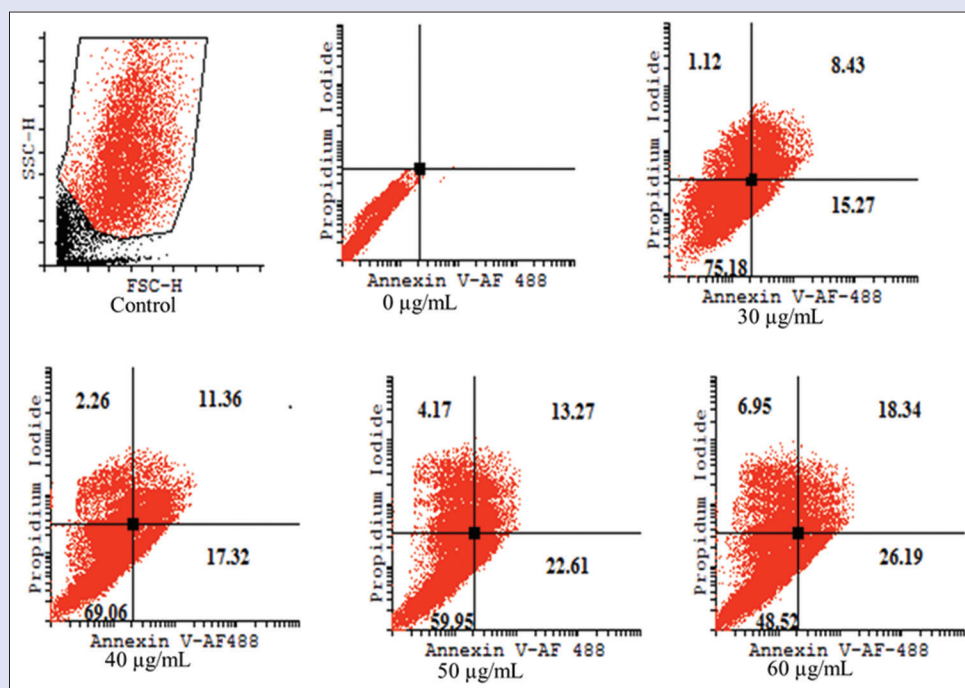 SSC-H
FSC-H
Control
Propidium Iodide
Annexin V-AF 488
0 µg/mL
Propidium Iodide
1.12
8.43
15.27
75.18
Annexin V-AF-488
30 µg/mL
Propidium Iodide
2.26
11.36
17.32
69.06
Annexin V-AF488
40 µg/mL
Propidium Iodide
4.17
13.27
22.61
59.95
Annexin V-AF 488
50 µg/mL
Propidium Iodide
6.95
18.34
26.19
48.52
Annexin V-AF-488
60 µg/mL